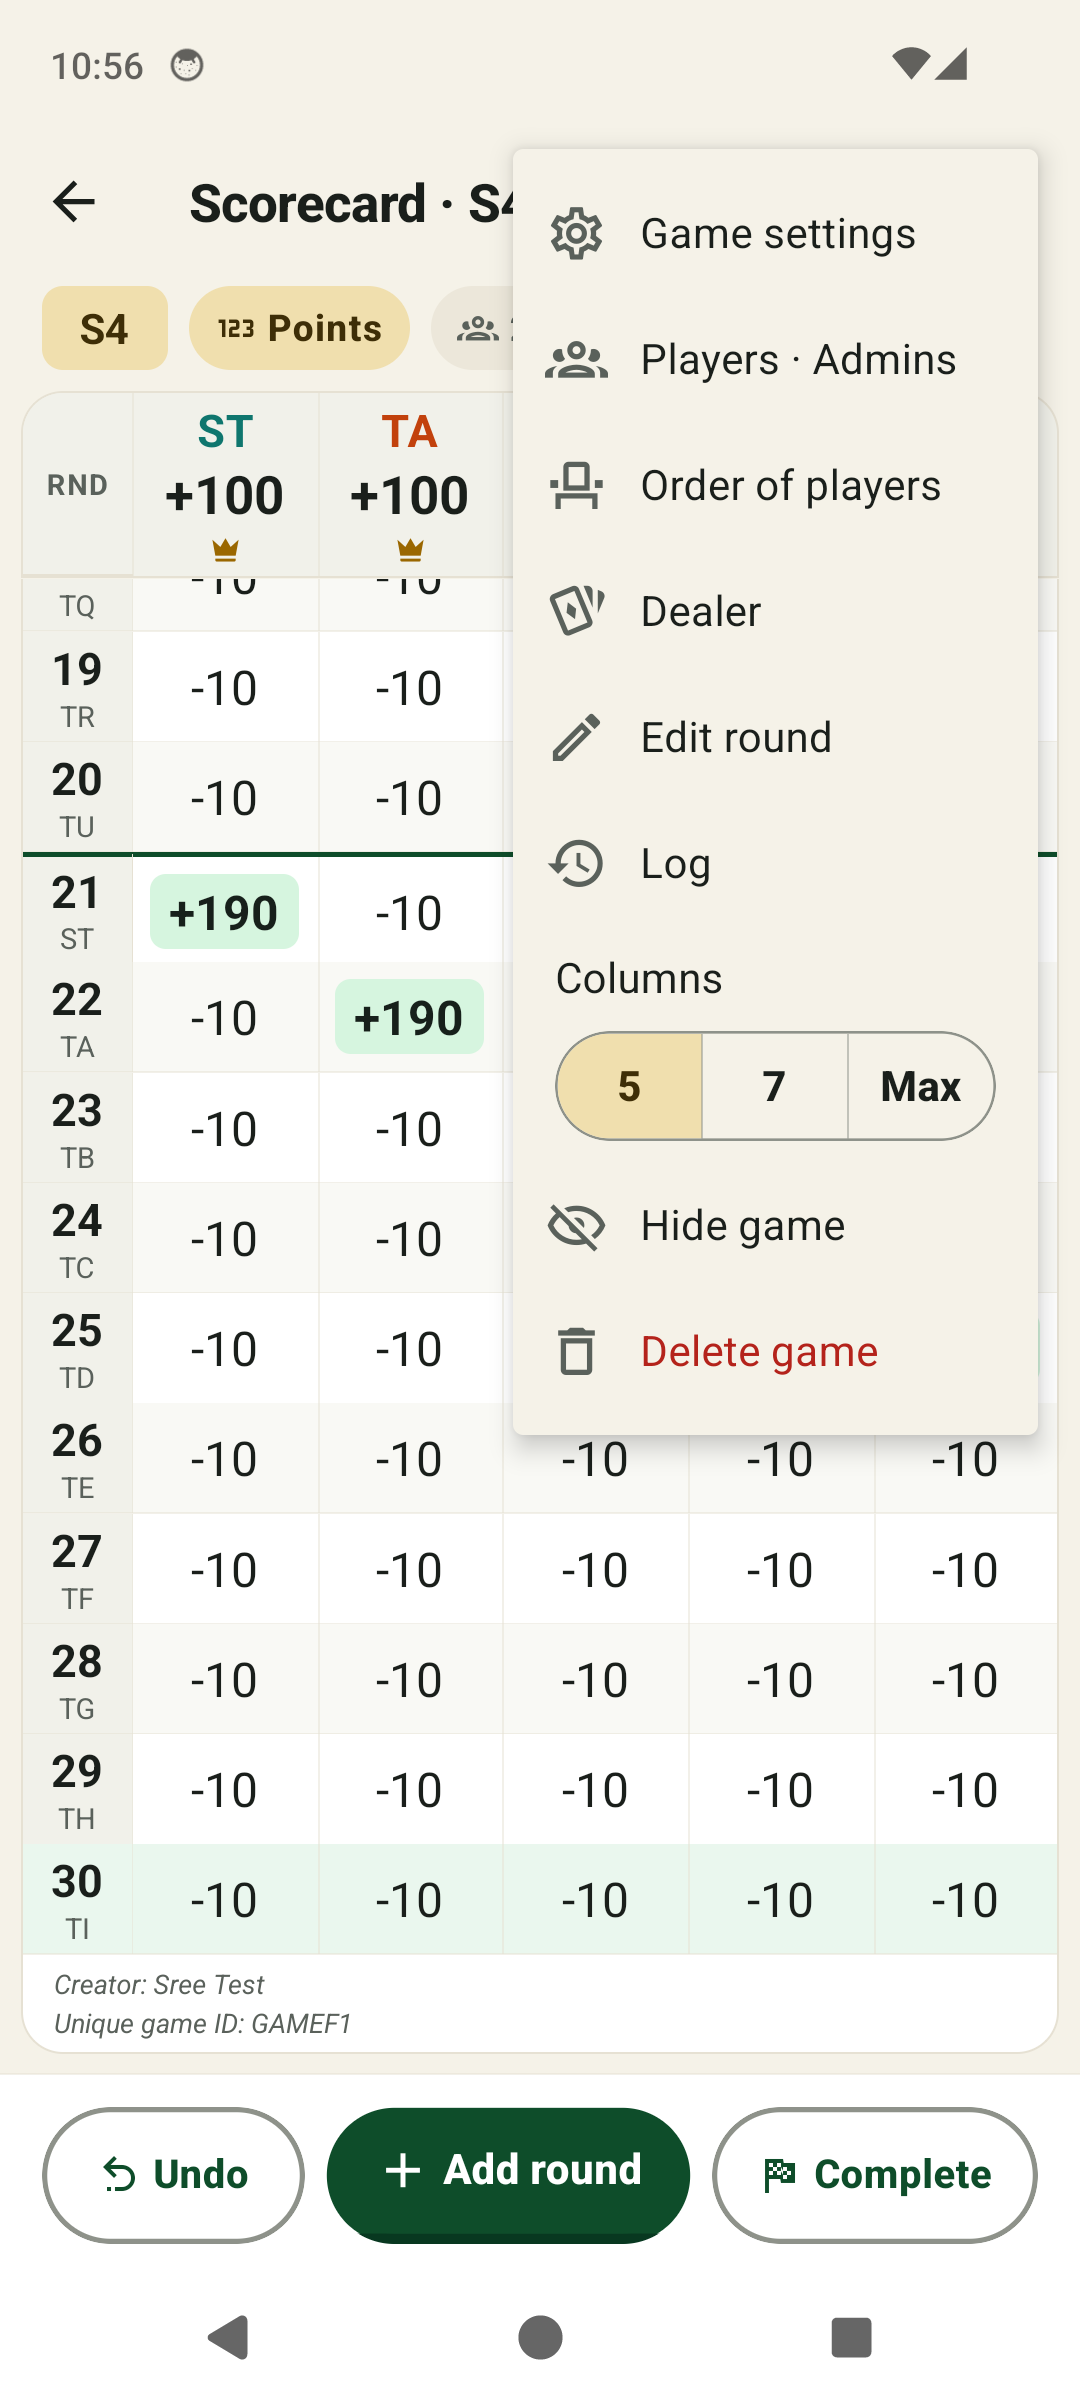 10:56
Scorecard · S4
S4
123 Points
RND
ST
TA
+100
+100
TQ
-10
-10
19
TR
-10
-10
20
TU
-10
-10
21
ST
+190
-10
22
TA
-10
+190
23
TB
-10
-10
24
TC
-10
-10
25
TD
-10
-10
26
TE
-10
-10
-10
-10
-10
27
TF
-10
-10
-10
-10
-10
28
TG
-10
-10
-10
-10
-10
29
TH
-10
-10
-10
-10
-10
30
TI
-10
-10
-10
-10
-10
Creator: Sree Test
Unique game ID: GAMEF1
Game settings
Players · Admins
Order of players
Dealer
Edit round
Log
Columns
5
7
Max
Hide game
Delete game
Undo
Add round
Complete